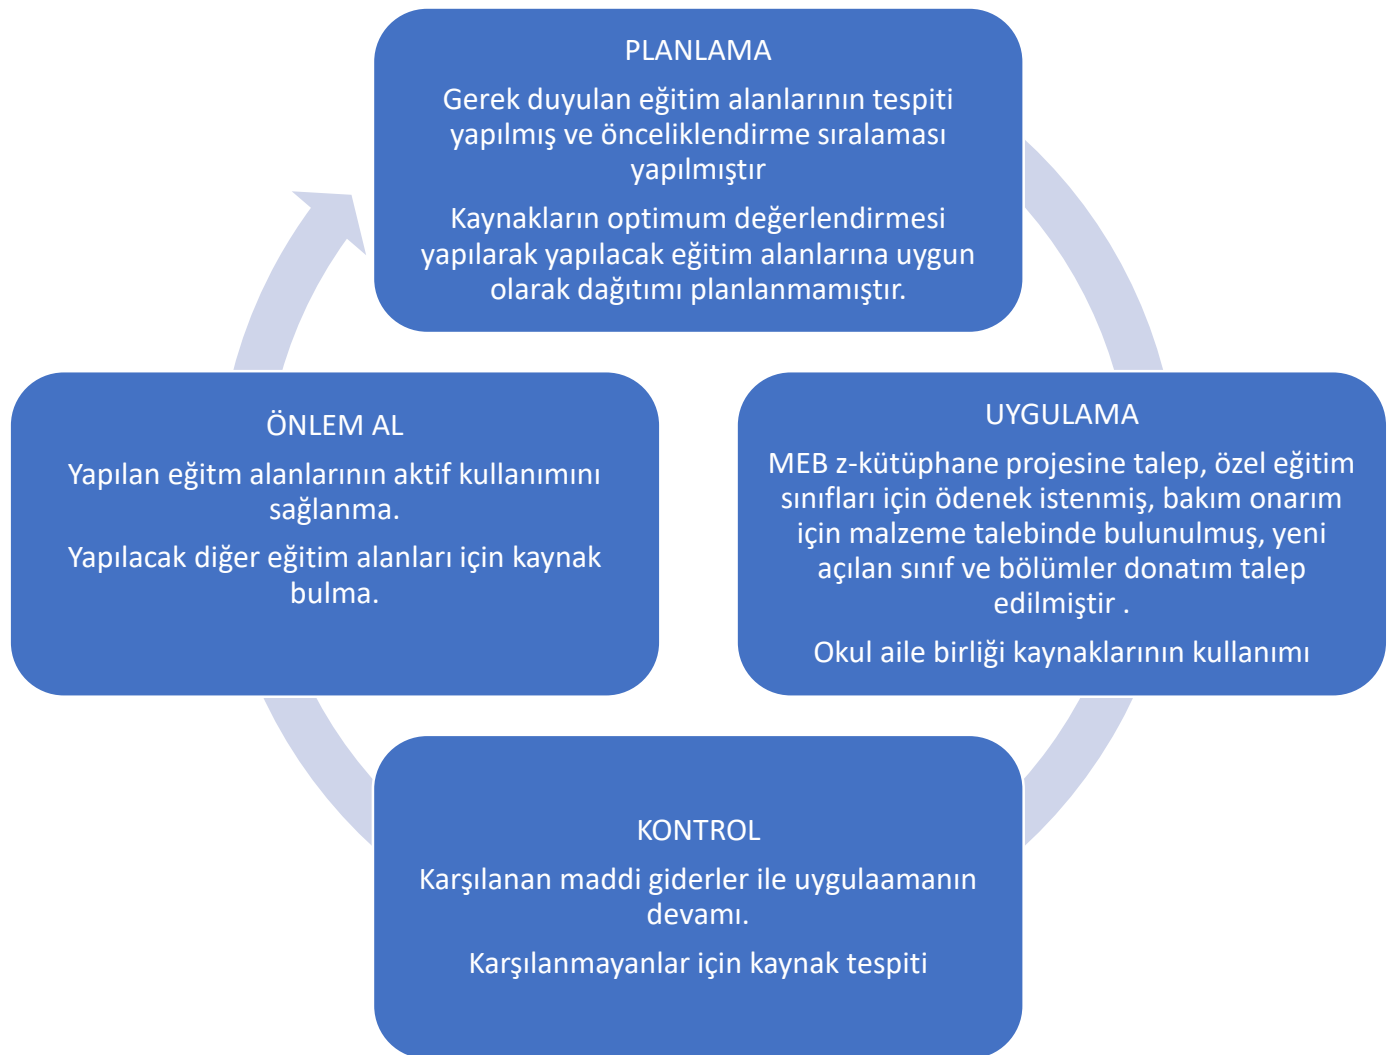 PLANLAMA
Gerek duyulan eğitim alanlarının tespiti
yapılmış ve önceliklendirme sıralaması
yapılmıştır
Kaynakların optimum değerlendirmesi
yapılarak yapılacak eğitim alanlarına uygun
olarak dağıtımı planlanmamıştır.
UYGULAMA
MEB z-kütüphane projesine talep, özel eğitim
sınıfları için ödenek istenmiş, bakım onarım
için malzeme talebinde bulunulmuş, yeni
açılan sınıf ve bölümler donatım talep
edilmiştir .
Okul aile birliği kaynaklarının kullanımı
KONTROL
Karşılanan maddi giderler ile uygulaamanın
devamı.
Karşılanmayanlar için kaynak tespiti
ÖNLEM AL
Yapılan eğitm alanlarının aktif kullanımını
sağlanma.
Yapılacak diğer eğitim alanları için kaynak
bulma.